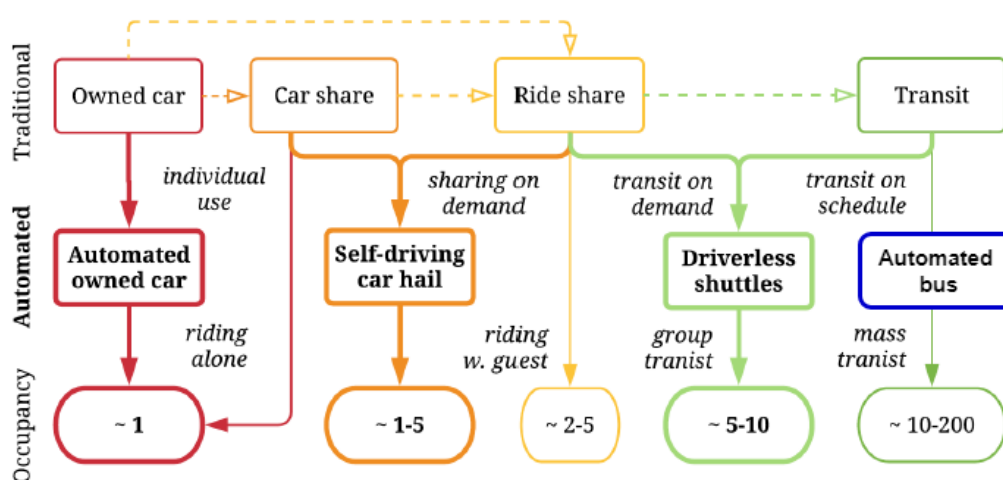 Traditional
Owned car
Car share
Ride share
Transit
individual
use
sharing on
demand
transit on
demand
transit on
schedule
Automated
Automated
owned car
Self-driving
car hail
Driverless
shuttles
Automated
bus
riding
alone
riding
w. guest
group
tranist
mass
tranist
Occupancy
~ 1
~ 1-5
~ 2-5
~ 5-10
~ 10-200